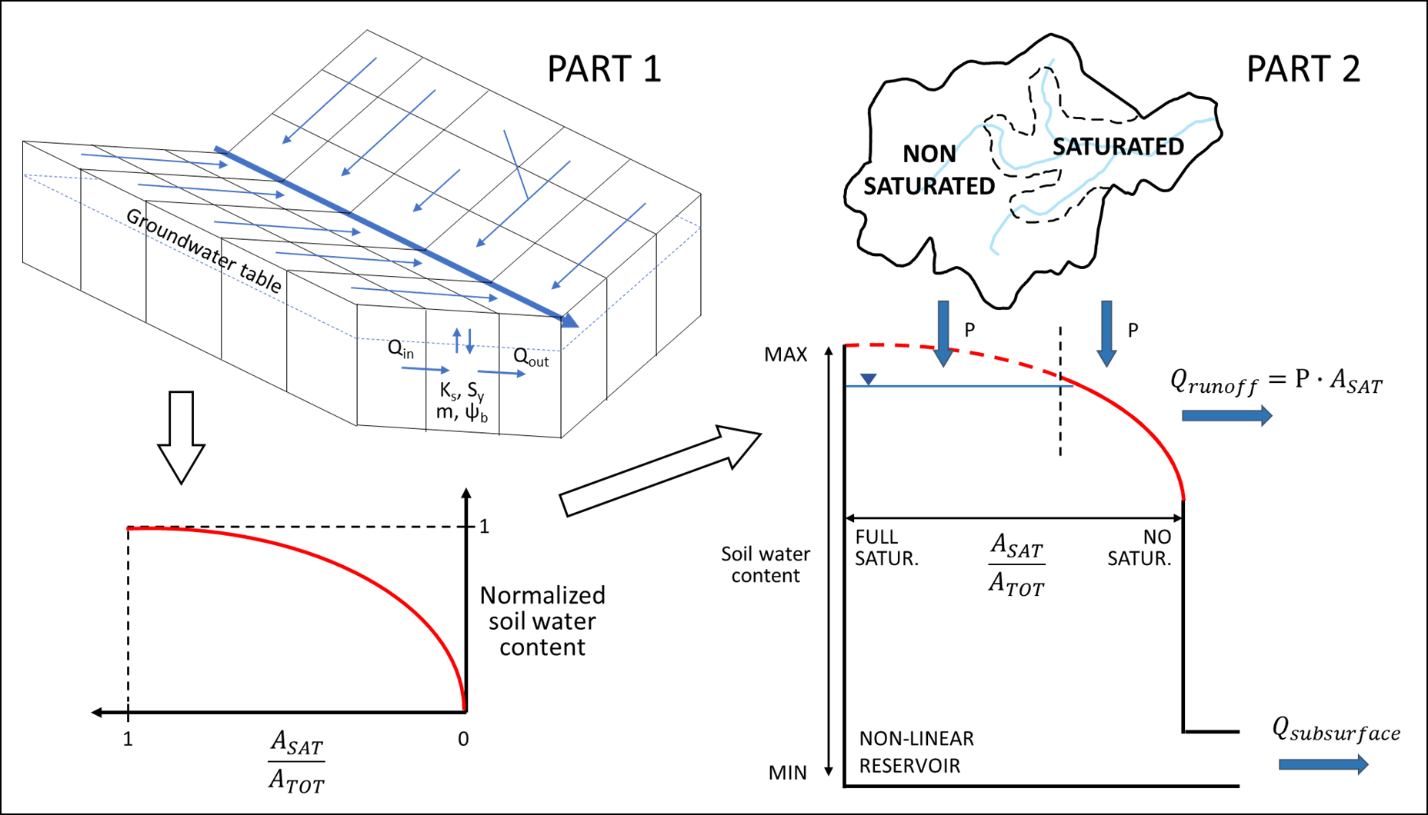 PART 1
Groundwater table
Q_in
Q_out
K_s, S_y
m, ψ_b
1
Normalized
soil water
content
1
0
A_SAT
A_TOT
PART 2
NON
SATURATED
SATURATED
P
P
MAX
Q_runoff = P · A_SAT
Soil water
content
FULL
SATUR.
A_SAT
A_TOT
NO
SATUR.
NON-LINEAR
RESERVOIR
MIN
Q_subsurface